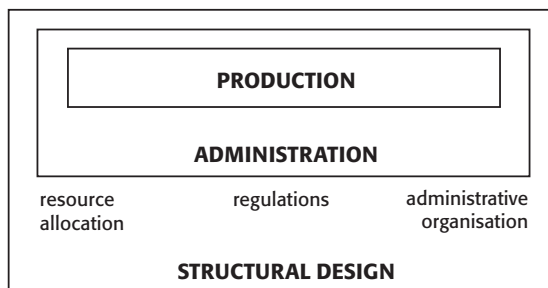 PRODUCTION
ADMINISTRATION
resource
allocation
regulations
administrative
organisation
STRUCTURAL DESIGN